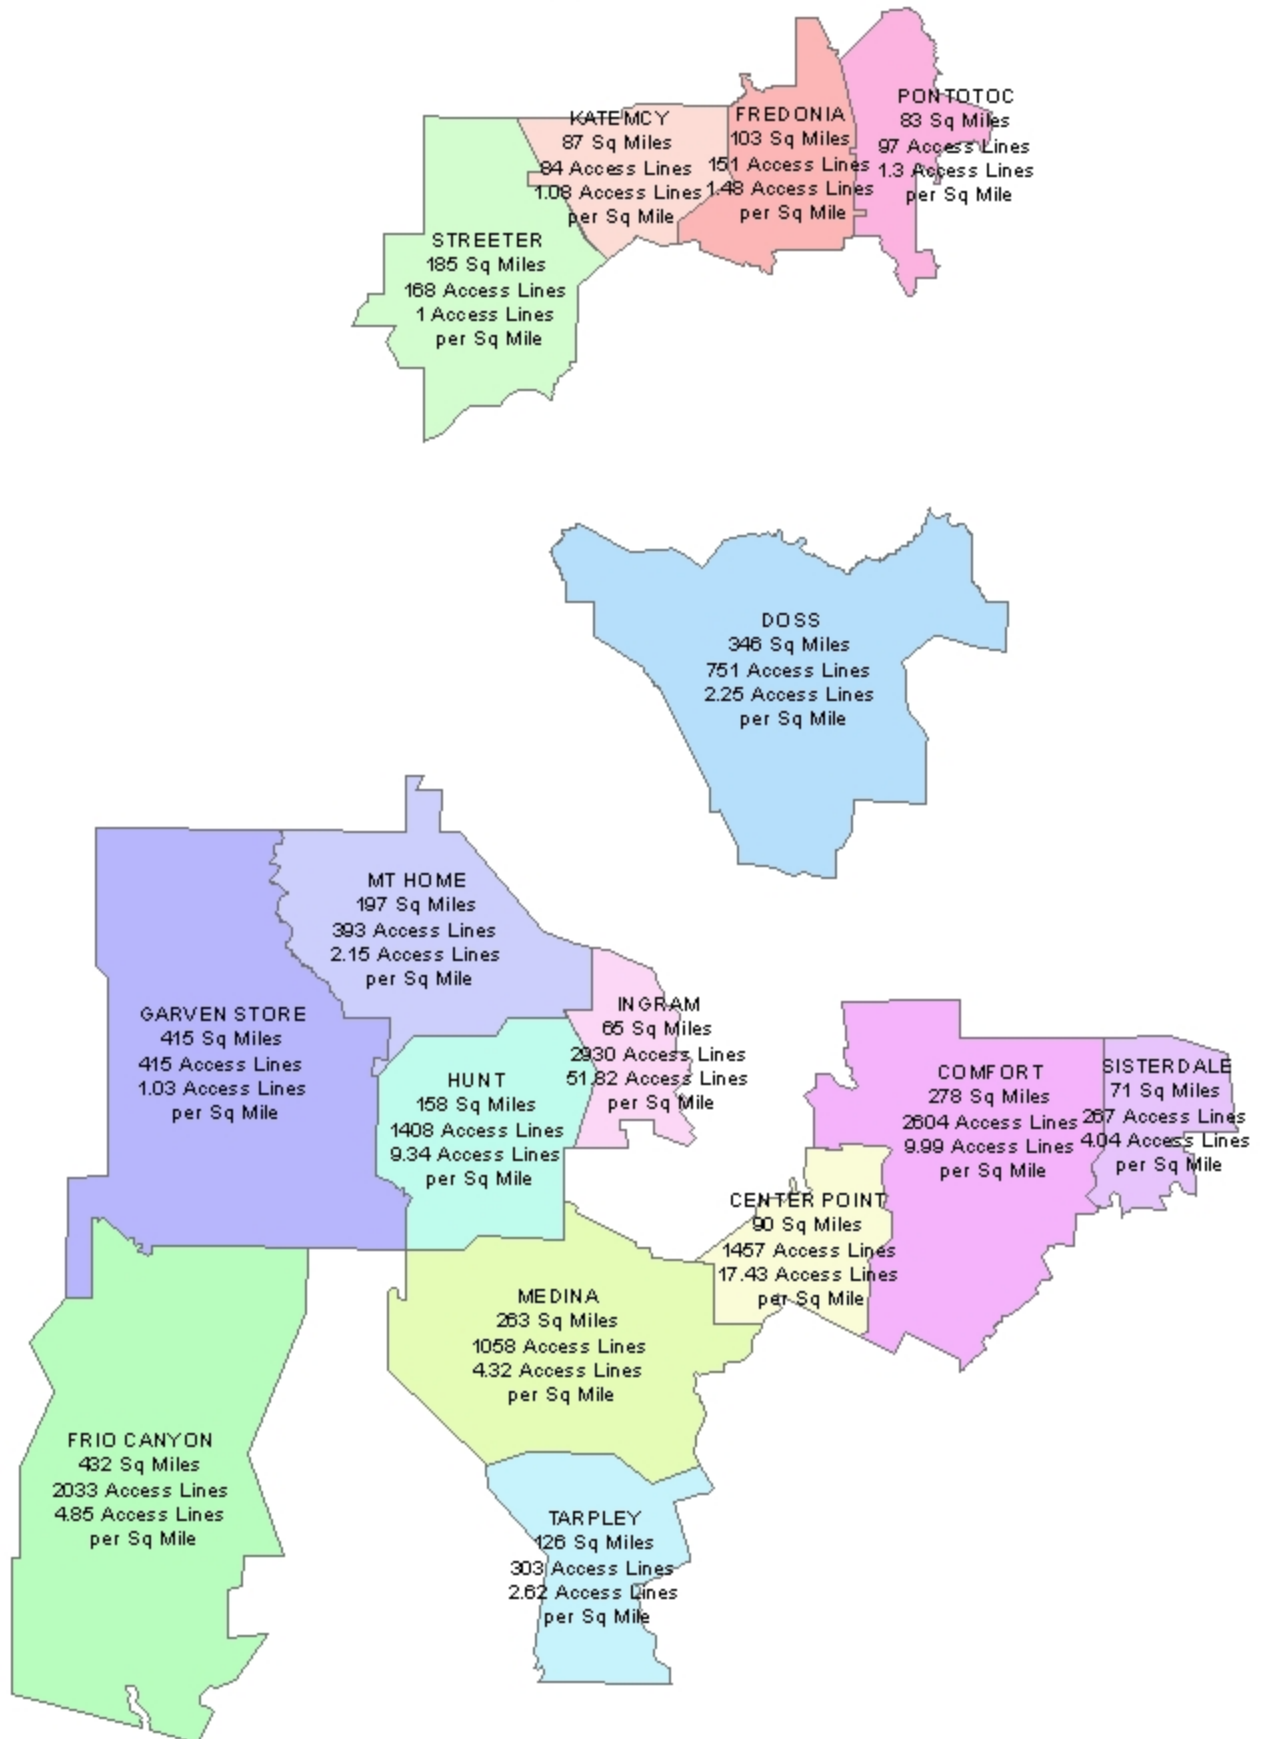 PONTOTOC
83 Sq Miles
97 Access Lines
1.3 Access Lines
per Sq Mile
FREDONIA
103 Sq Miles
151 Access Lines
1.48 Access Lines
per Sq Mile
KATEMCY
87 Sq Miles
84 Access Lines
1.08 Access Lines
per Sq Mile
STREETER
185 Sq Miles
168 Access Lines
1 Access Lines
per Sq Mile
DOSS
346 Sq Miles
751 Access Lines
2.25 Access Lines
per Sq Mile
MT HOME
197 Sq Miles
393 Access Lines
2.15 Access Lines
per Sq Mile
GARVEN STORE
415 Sq Miles
415 Access Lines
1.03 Access Lines
per Sq Mile
INGRAM
65 Sq Miles
2930 Access Lines
51.82 Access Lines
per Sq Mile
HUNT
158 Sq Miles
1408 Access Lines
9.34 Access Lines
per Sq Mile
COMFORT
278 Sq Miles
2604 Access Lines
9.99 Access Lines
per Sq Mile
SISTERDALE
71 Sq Miles
267 Access Lines
4.04 Access Lines
per Sq Mile
CENTER POINT
90 Sq Miles
1457 Access Lines
17.43 Access Lines
per Sq Mile
MEDINA
263 Sq Miles
1058 Access Lines
4.32 Access Lines
per Sq Mile
FRIO CANYON
432 Sq Miles
2033 Access Lines
4.85 Access Lines
per Sq Mile
TARPLEY
126 Sq Miles
303 Access Lines
2.62 Access Lines
per Sq Mile